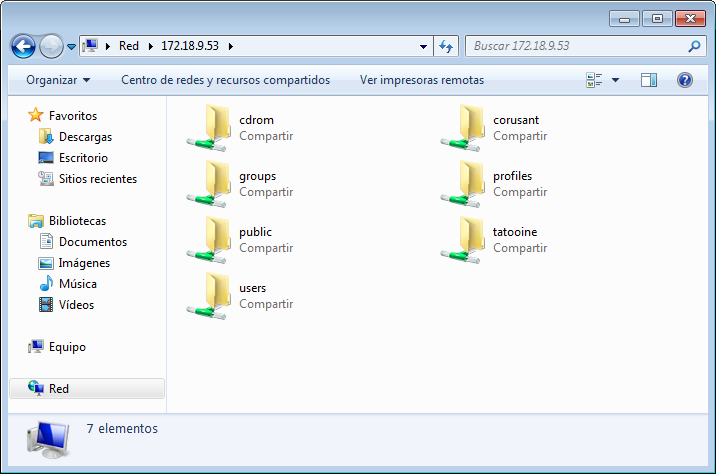 Red 172.18.9.53
Buscar 172.18.9.53
Organizar Centro de redes y recursos compartidos Ver impresoras remotas
Favoritos
Descargas
Escritorio
Sitios recientes
Bibliotecas
Documentos
Imágenes
Música
Vídeos
Equipo
Red
cdrom
Compartir
corusant
Compartir
groups
Compartir
profiles
Compartir
public
Compartir
tatooine
Compartir
users
Compartir
7 elementos